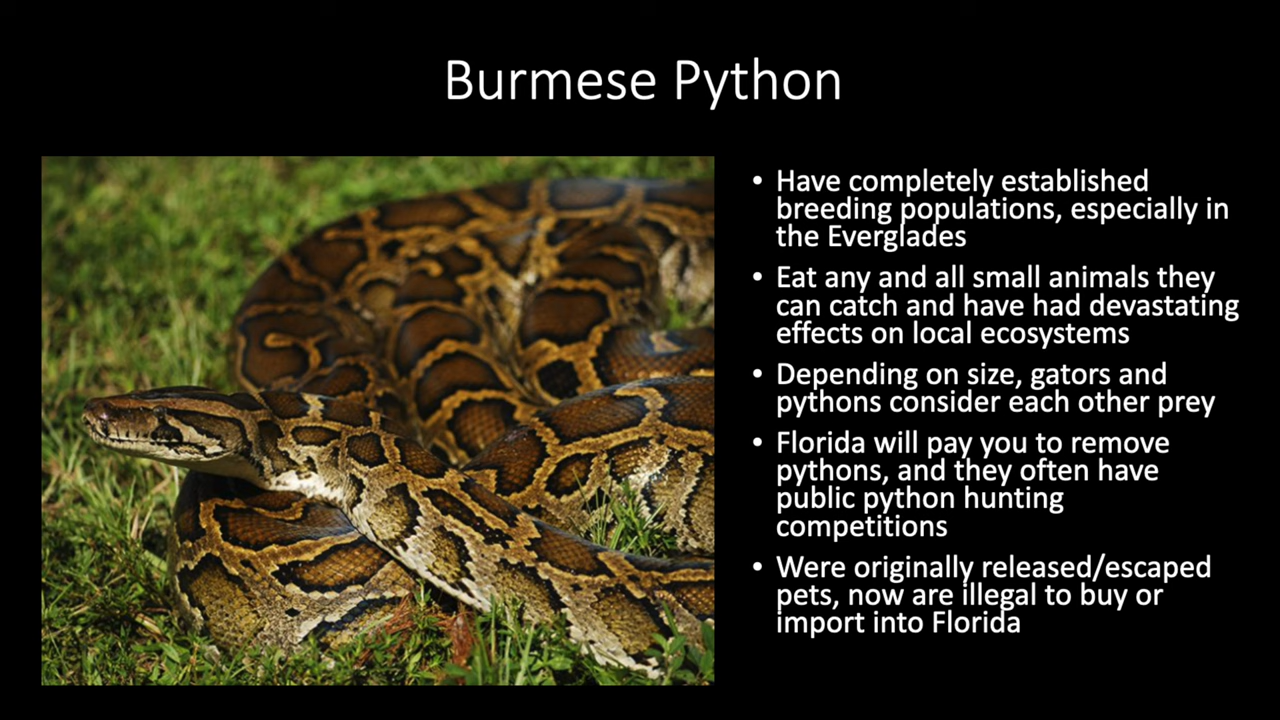 Burmese Python
• Have completely established
breeding populations, especially in
the Everglades
• Eat any and all small animals they
can catch and have had devastating
effects on local ecosystems
• Depending on size, gators and
pythons consider each other prey
• Florida will pay you to remove
pythons, and they often have
public python hunting
competitions
• Were originally released/escaped
pets, now are illegal to buy or
import into Florida